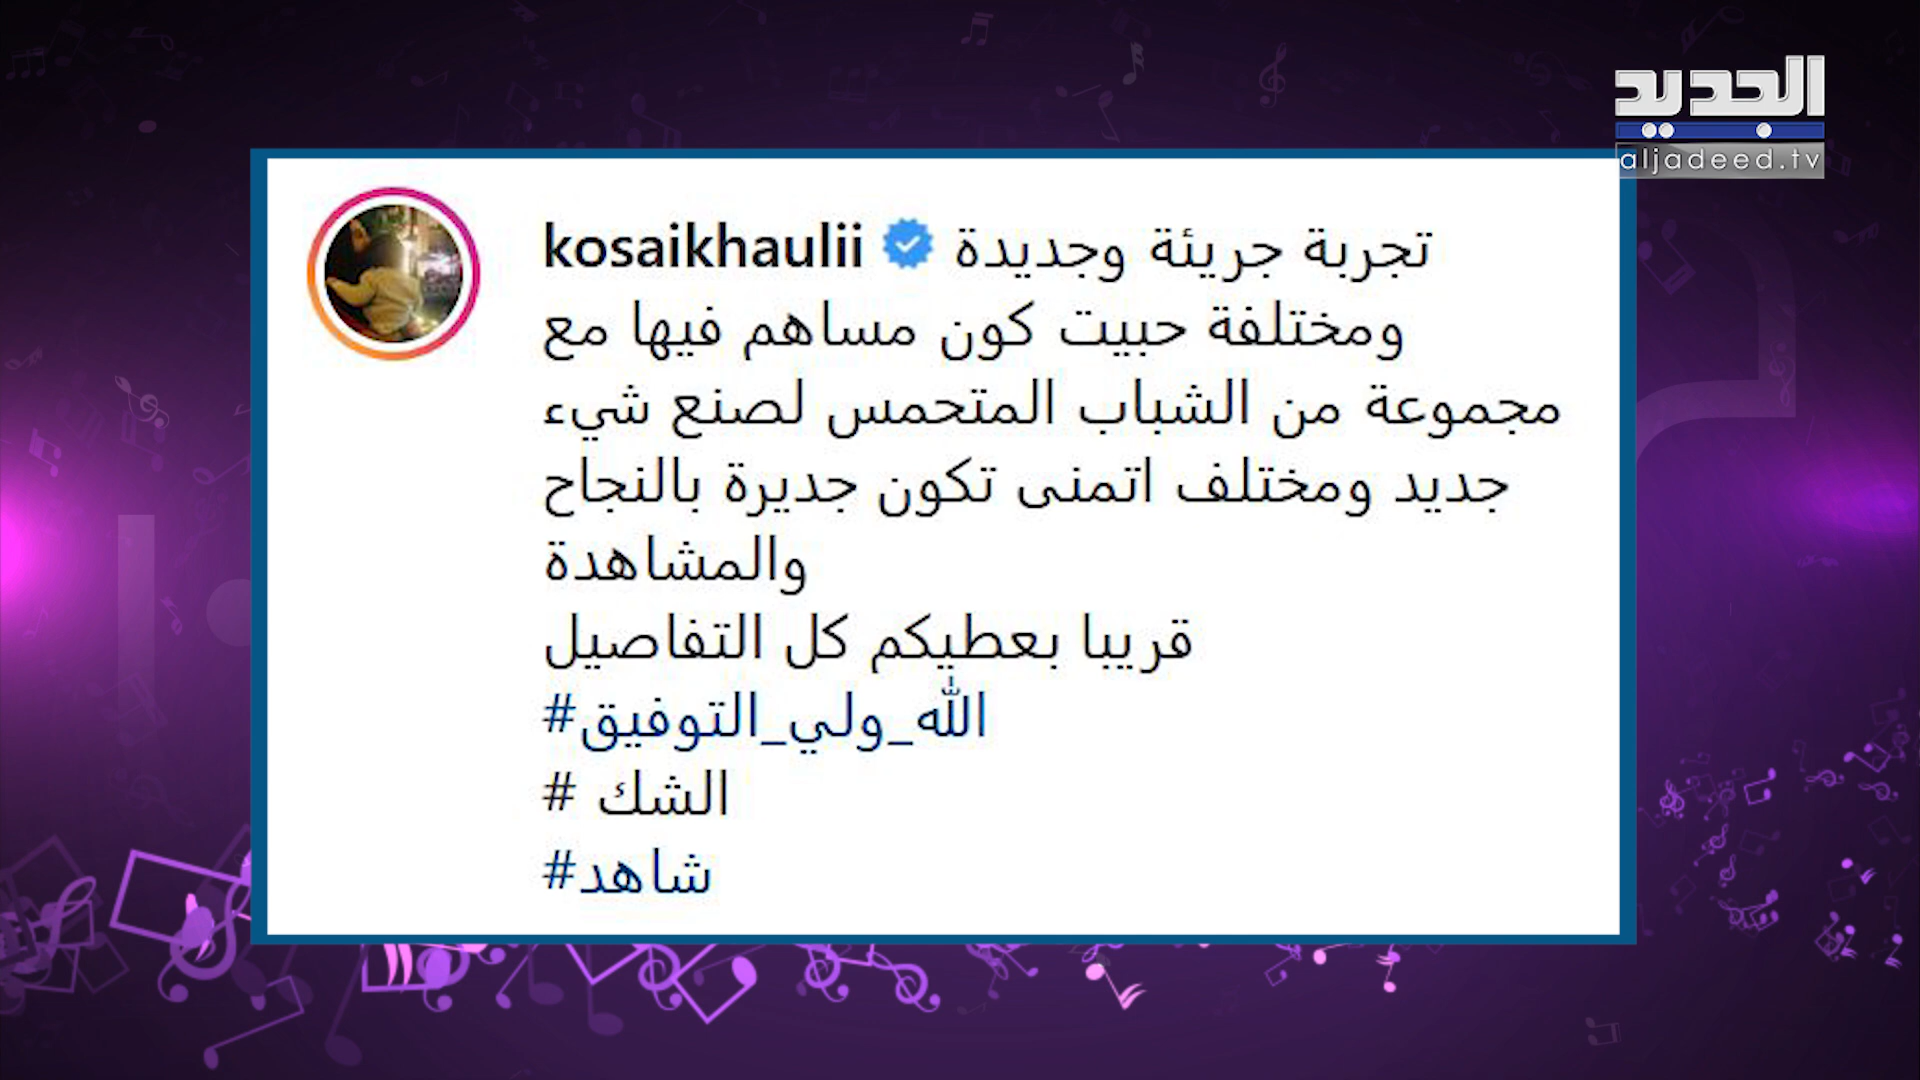 الجديد
aljadeed.tv
kosaikhaulii تجربة جريئة وجديدة
ومختلفة حبيت كون مساهم فيها مع
مجموعة من الشباب المتحمس لصنع شيء
جديد ومختلف اتمنى تكون جديرة بالنجاح
والمشاهدة
قريبا بعطيكم كل التفاصيل
#الله_ولي_التوفيق
# الشك
#شاهد